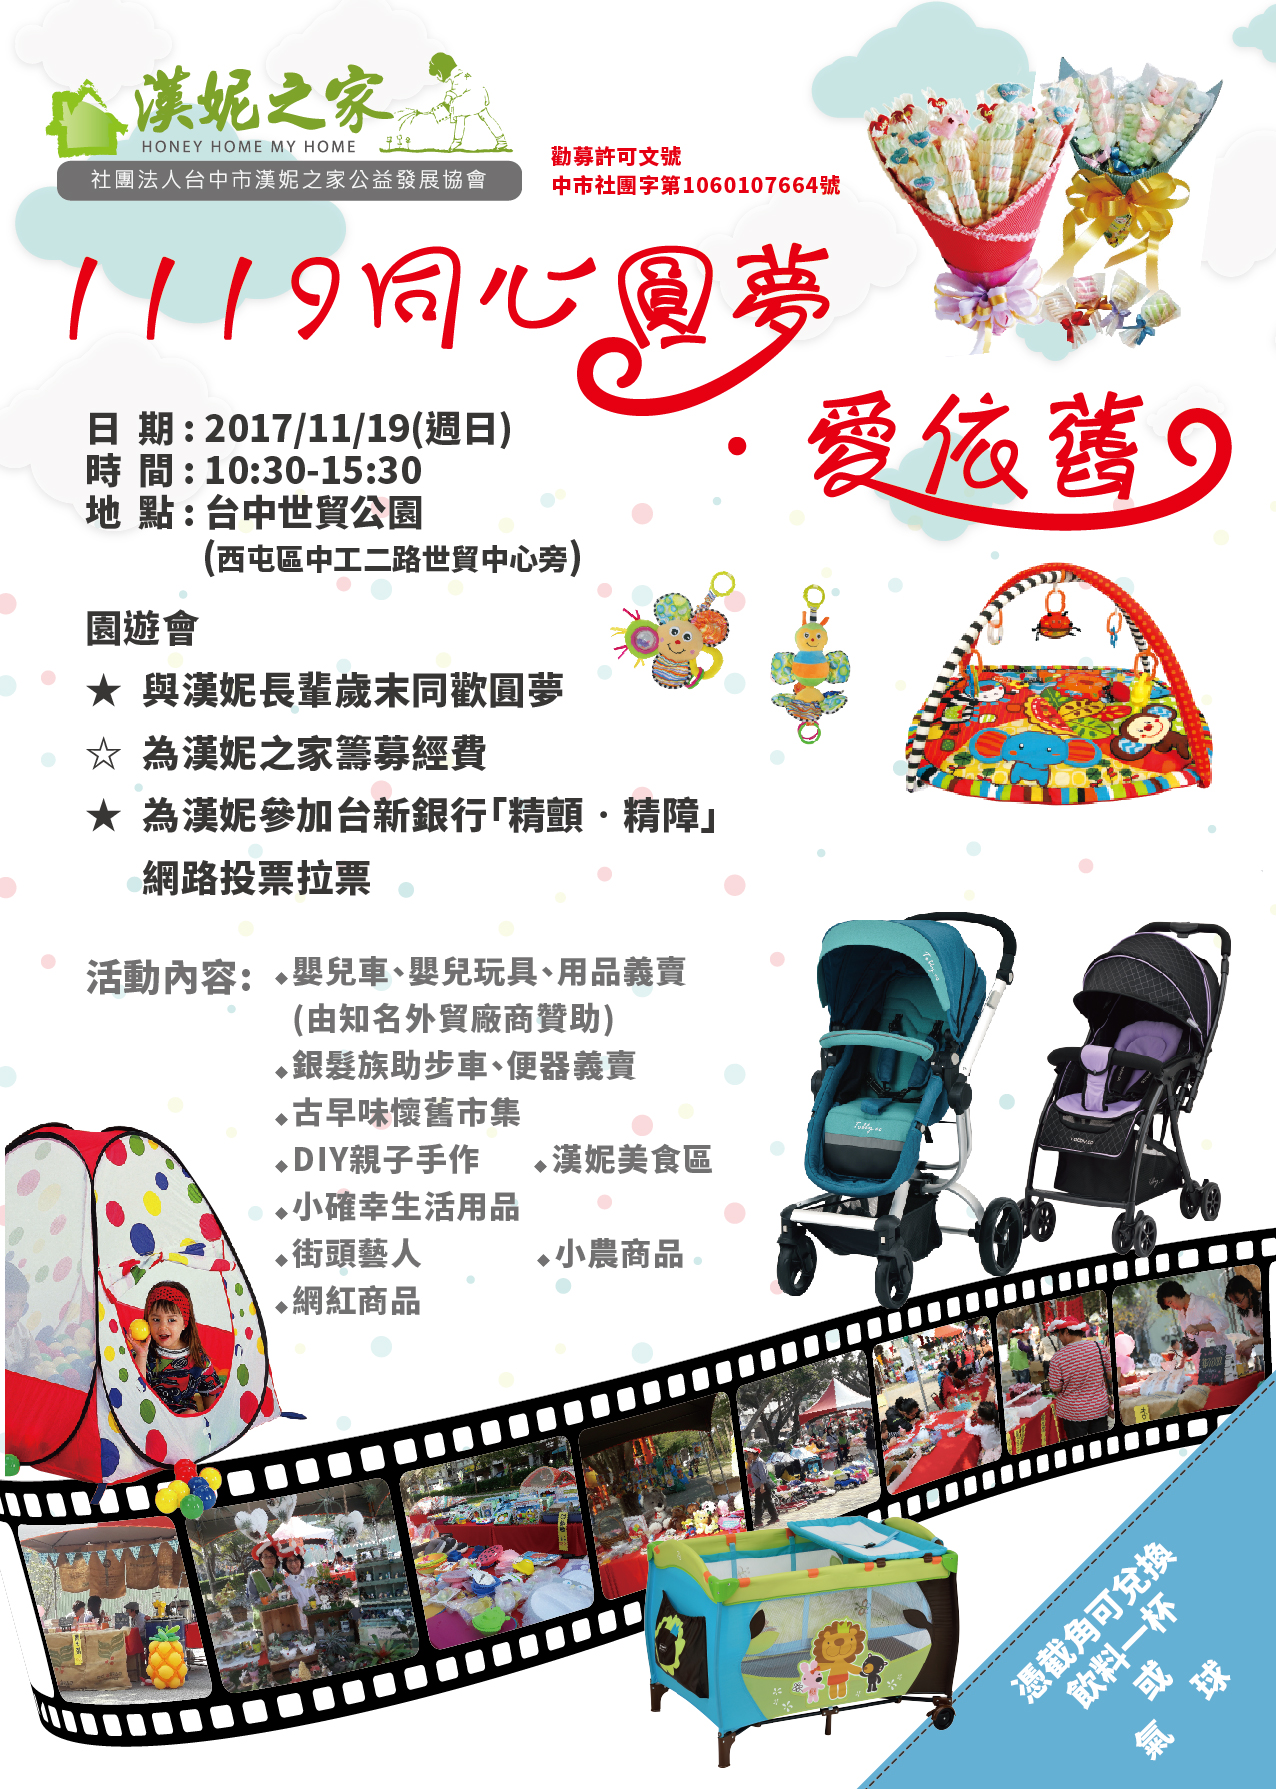 漢妮之家
HONEY HOME MY HOME
社團法人台中市漢妮之家公益發展協會
勸募許可文號
中市社團字第1060107664號
1119同心圓夢
·愛依舊
日 期:2017/11/19(週日)
時 間:10:30-15:30
地 點:台中世貿公園
(西屯區中工二路世貿中心旁)
園遊會
★ 與漢妮長輩歲末同歡圓夢
☆ 為漢妮之家籌募經費
★ 為漢妮參加台新銀行「精顫·精障」
網路投票拉票
活動內容:
◆嬰兒車、嬰兒玩具、用品義賣
(由知名外貿廠商贊助)
◆銀髮族助步車、便器義賣
◆古早味懷舊市集
◆DIY親子手作 ◆漢妮美食區
◆小確幸生活用品
◆街頭藝人 ◆小農商品
◆網紅商品
憑截角可兌換
飲料一杯
或
氣球